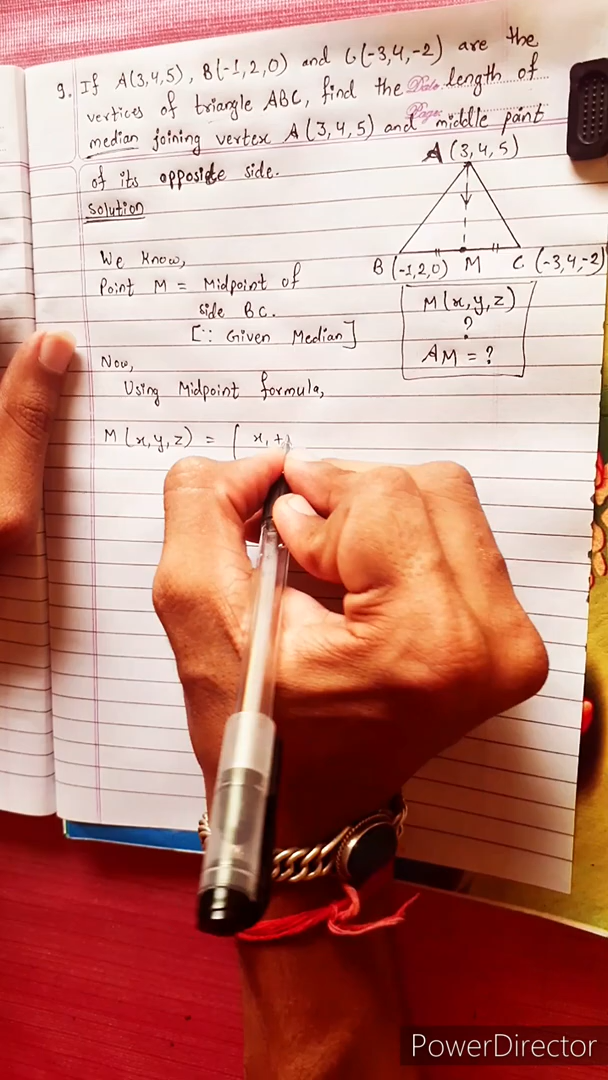 9. If A(3,4,5), B(-1,2,0) and C(-3,4,-2) are the
vertices of triangle ABC, find the length of
Date:
Page:
median joining vertex A (3,4,5) and middle point
of its opposite side.
Solution
A (3,4,5)
B (-1,2,0) M C (-3,4,-2)
We know,
Point M = Midpoint of
side BC.
[∵ Given Median]
M(x,y,z)
?
AM = ?
Now,
Using Midpoint formula,
M(x,y,z) = ( x₁ +
PowerDirector